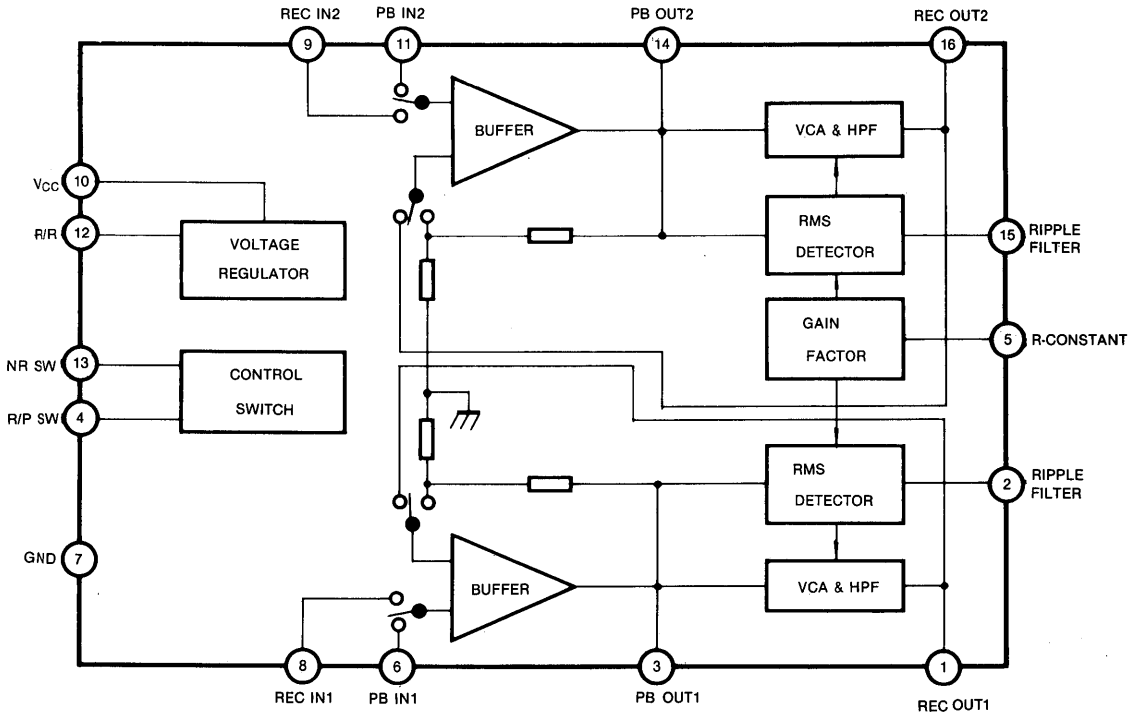 REC IN2
PB IN2
PB OUT2
REC OUT2
9
11
14
16
BUFFER
VCA & HPF
VCC
10
R/R
12
VOLTAGE
REGULATOR
RMS
DETECTOR
15
RIPPLE
FILTER
GAIN
FACTOR
5
R-CONSTANT
NR SW
13
R/P SW
4
CONTROL
SWITCH
RMS
DETECTOR
2
RIPPLE
FILTER
GND
7
BUFFER
VCA & HPF
8
6
3
1
REC IN1
PB IN1
PB OUT1
REC OUT1